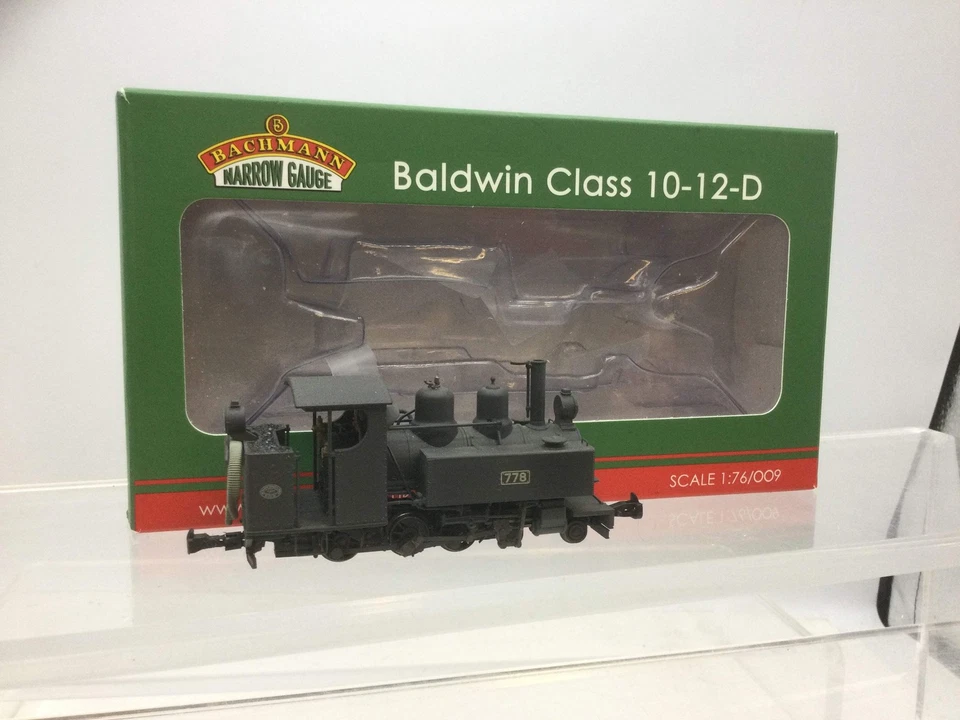 BACHMANN
NARROW GAUGE
Baldwin Class 10-12-D
778
SCALE 1:76/009